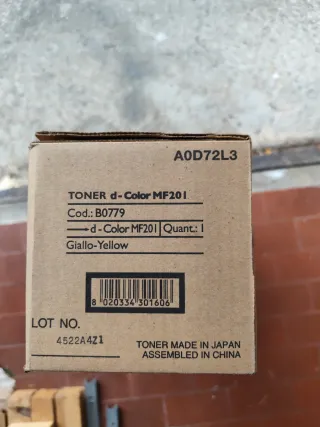 A0D72L3
TONER d-Color MF201
Cod.: B0779
d-Color MF201 Quant.: 1
Giallo-Yellow
8 020334 301606
LOT NO.
4522A4Z1
TONER MADE IN JAPAN
ASSEMBLED IN CHINA